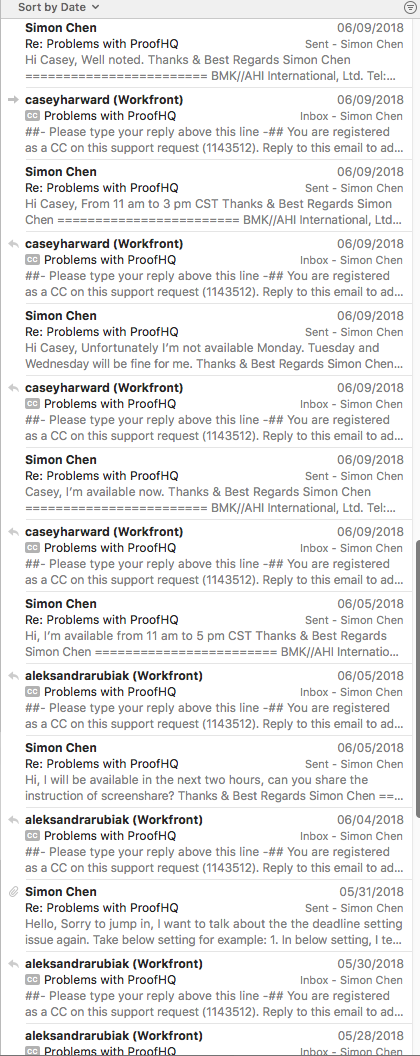 Sort by Date
Simon Chen 06/09/2018
Re: Problems with ProofHQ Sent - Simon Chen
Hi Casey, Well noted. Thanks & Best Regards Simon Chen
======================== BMK//AHI International, Ltd. Tel:...
caseyharward (Workfront) 06/09/2018
CC Problems with ProofHQ Inbox - Simon Chen
##- Please type your reply above this line -## You are registered
as a CC on this support request (1143512). Reply to this email to ad...
Simon Chen 06/09/2018
Re: Problems with ProofHQ Sent - Simon Chen
Hi Casey, From 11 am to 3 pm CST Thanks & Best Regards Simon
Chen ======================== BMK//AHI International, Ltd...
caseyharward (Workfront) 06/09/2018
CC Problems with ProofHQ Inbox - Simon Chen
##- Please type your reply above this line -## You are registered
as a CC on this support request (1143512). Reply to this email to ad...
Simon Chen 06/09/2018
Re: Problems with ProofHQ Sent - Simon Chen
Hi Casey, Unfortunately I'm not available Monday. Tuesday and
Wednesday will be fine for me. Thanks & Best Regards Simon Chen...
caseyharward (Workfront) 06/09/2018
CC Problems with ProofHQ Inbox - Simon Chen
##- Please type your reply above this line -## You are registered
as a CC on this support request (1143512). Reply to this email to ad...
Simon Chen 06/09/2018
Re: Problems with ProofHQ Sent - Simon Chen
Casey, I'm available now. Thanks & Best Regards Simon Chen
======================== BMK//AHI International, Ltd. Tel:...
caseyharward (Workfront) 06/09/2018
CC Problems with ProofHQ Inbox - Simon Chen
##- Please type your reply above this line -## You are registered
as a CC on this support request (1143512). Reply to this email to ad...
Simon Chen 06/05/2018
Re: Problems with ProofHQ Sent - Simon Chen
Hi, I'm available from 11 am to 5 pm CST Thanks & Best Regards
Simon Chen ======================== BMK//AHI Internatio...
aleksandrarubiak (Workfront) 06/05/2018
CC Problems with ProofHQ Inbox - Simon Chen
##- Please type your reply above this line -## You are registered
as a CC on this support request (1143512). Reply to this email to ad...
Simon Chen 06/05/2018
Re: Problems with ProofHQ Sent - Simon Chen
Hi, I will be available in the next two hours, can you share the
instruction of screenshare? Thanks & Best Regards Simon Chen ==...
aleksandrarubiak (Workfront) 06/04/2018
CC Problems with ProofHQ Inbox - Simon Chen
##- Please type your reply above this line -## You are registered
as a CC on this support request (1143512). Reply to this email to ad...
Simon Chen 05/31/2018
Re: Problems with ProofHQ Sent - Simon Chen
Hello, Sorry to jump in, I want to talk about the the deadline setting
issue again. Take below setting for example: 1. In below setting, I te...
aleksandrarubiak (Workfront) 05/30/2018
CC Problems with ProofHQ Inbox - Simon Chen
##- Please type your reply above this line -## You are registered
as a CC on this support request (1143512). Reply to this email to ad...
aleksandrarubiak (Workfront) 05/28/2018
CC Problems with ProofHQ Inbox - Simon Chen